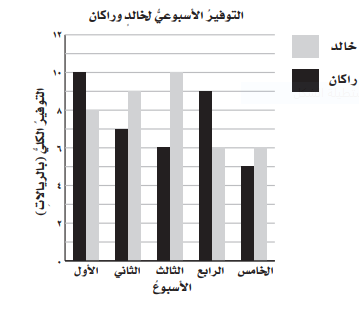 التوفيرُ الأسبوعيُّ لخالدٍ وراكان
خالد
راكان
التوفيرُ الكليُّ (بالريالاتِ)
١٢
١٠
٨
٦
٤
٢
٠
الأول الثاني الثالث الرابع الخامس
الأسبوعُ